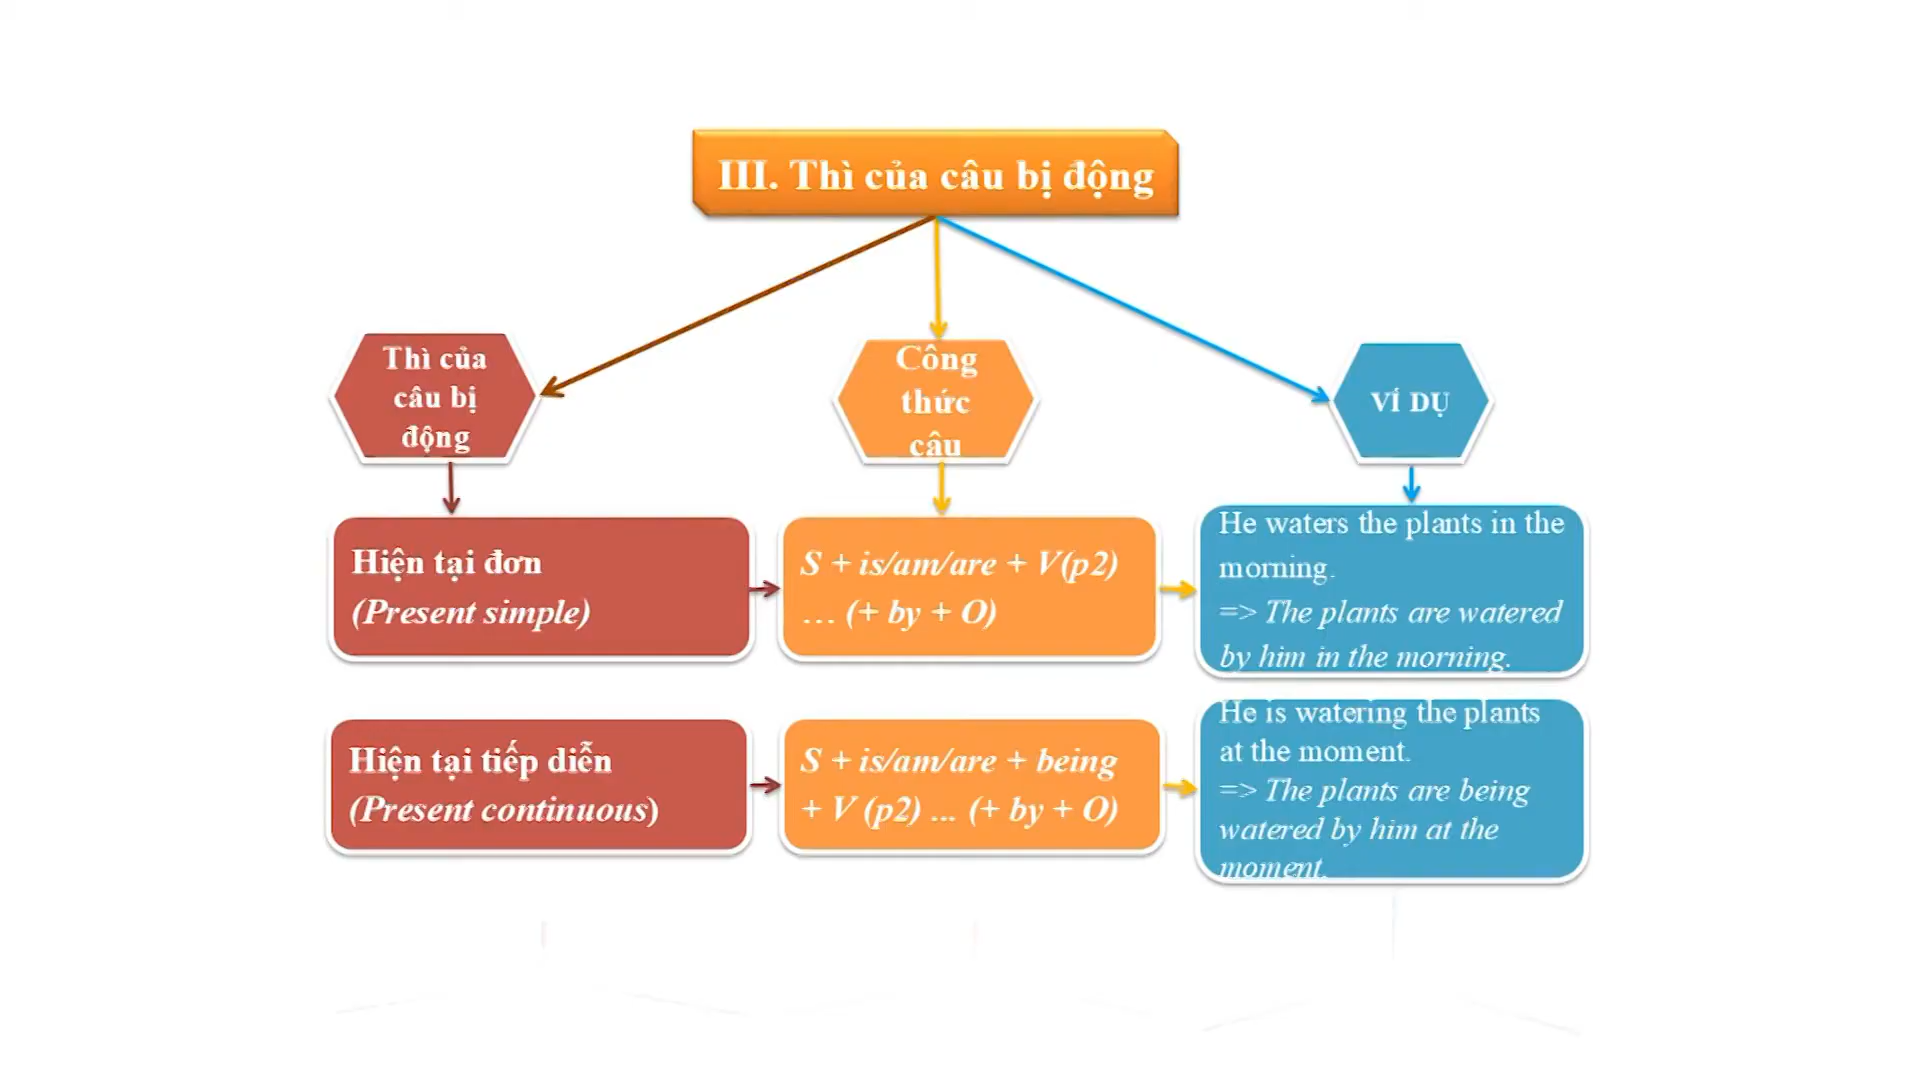 III. Thì của câu bị động
Thì của
câu bị
động
Công
thức
câu
VÍ DỤ
Hiện tại đơn
(Present simple)
S + is/am/are + V(p2)
… (+ by + O)
He waters the plants in the
morning.
=> The plants are watered
by him in the morning.
Hiện tại tiếp diễn
(Present continuous)
S + is/am/are + being
+ V (p2) ... (+ by + O)
He is watering the plants
at the moment.
=> The plants are being
watered by him at the
moment.